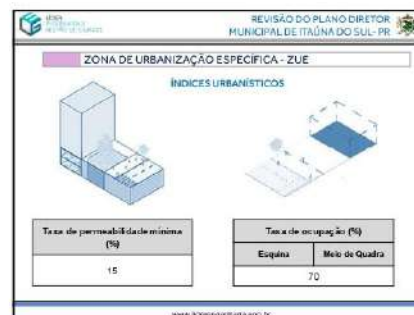 REVISÃO DO PLANO DIRETOR
MUNICIPAL DE ITAÚNA DO SUL- PR
ZONA DE URBANIZAÇÃO ESPECÍFICA - ZUE
ÍNDICES URBANÍSTICOS
Taxa de permeabilidade mínima
(%)
15
Taxa de ocupação (%)
Esquina
Meio de Quadra
70